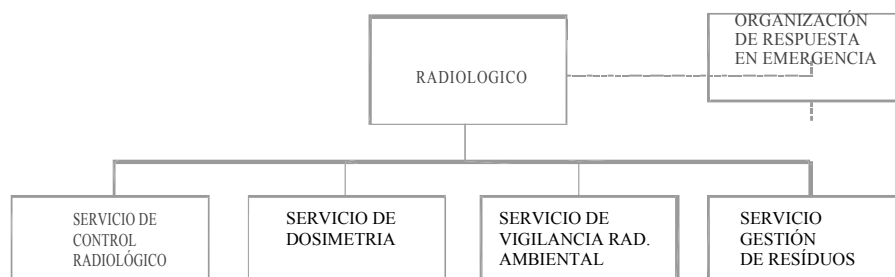 ORGANIZACIÓN
DE RESPUESTA
EN EMERGENCIA
RADIOLOGICO
SERVICIO DE
CONTROL
RADIOLÓGICO
SERVICIO DE
DOSIMETRIA
SERVICIO DE
VIGILANCIA RAD.
AMBIENTAL
SERVICIO
GESTIÓN
DE RESÍDUOS